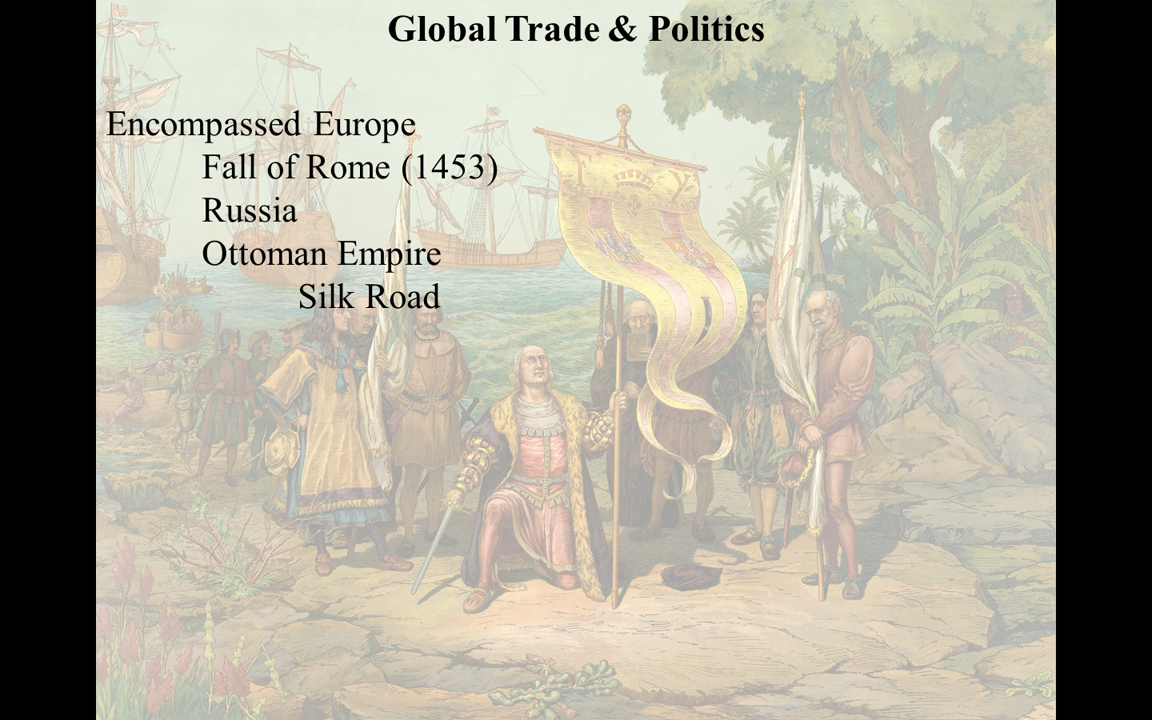 Global Trade & Politics
Encompassed Europe
Fall of Rome (1453)
Russia
Ottoman Empire
Silk Road